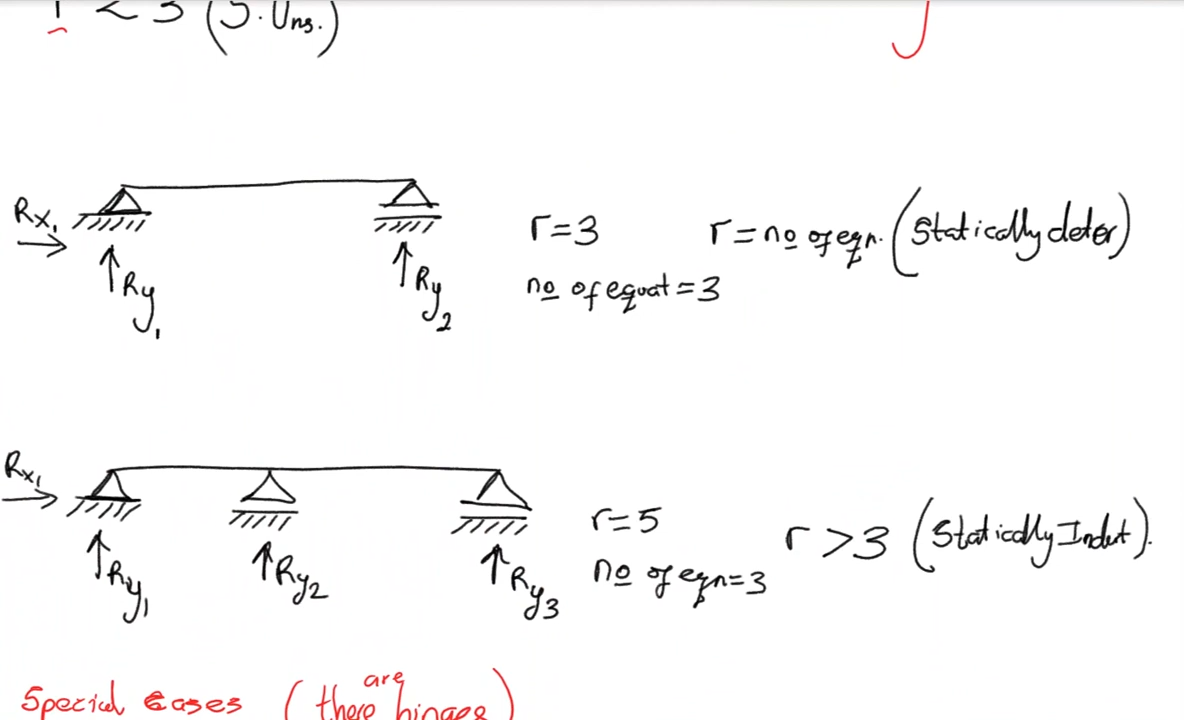 < 3 (S. Uns.)
Rx1
Ry1
Ry2
r=3
no of equat = 3
r = no of eqn. (Statically deter)
Rx1
Ry1
Ry2
Ry3
r=5
no of eqn=3
r >3 (Statically Indet).
are
Special Cases (there hinges)